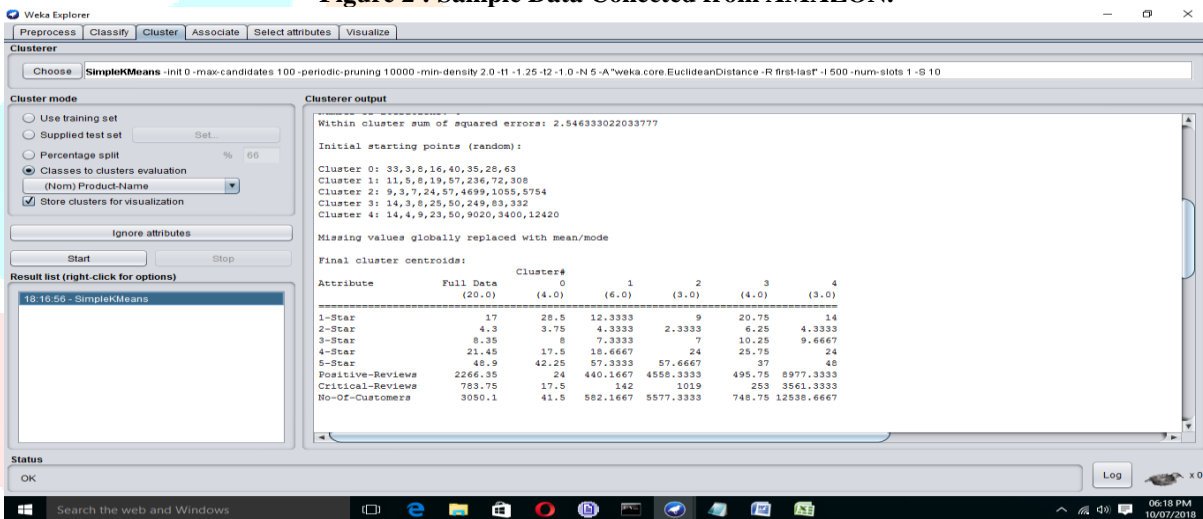 Figure 2 : Sample Data Collected from AMAZON.
Weka Explorer
Preprocess Classify Cluster Associate Select attributes Visualize
Clusterer
Choose SimpleKMeans -init 0 -max-candidates 100 -periodic-pruning 10000 -min-density 2.0 -t1 -1.25 -t2 -1.0 -N 5 -A "weka.core.EuclideanDistance -R first-last" -I 500 -num-slots 1 -S 10
Cluster mode
Use training set
Supplied test set Set...
Percentage split % 66
Classes to clusters evaluation
(Nom) Product-Name
Store clusters for visualization
Ignore attributes
Start Stop
Result list (right-click for options)
18:16:56 - SimpleKMeans
Clusterer output
Within cluster sum of squared errors: 2.546333022033777
Initial starting points (random):
Cluster 0: 33,3,8,16,40,35,28,63
Cluster 1: 11,5,8,19,57,236,72,308
Cluster 2: 9,3,7,24,57,4699,1055,5754
Cluster 3: 14,3,8,25,50,249,83,332
Cluster 4: 14,4,9,23,50,9020,3400,12420
Missing values globally replaced with mean/mode
Final cluster centroids:
Cluster#
Attribute Full Data 0 1 2 3 4
(20.0) (4.0) (6.0) (3.0) (4.0) (3.0)
1-Star 17 28.5 12.3333 9 20.75 14
2-Star 4.3 3.75 4.3333 2.3333 6.25 4.3333
3-Star 8.35 8 7.3333 7 10.25 9.6667
4-Star 21.45 17.5 18.6667 24 25.75 24
5-Star 48.9 42.25 57.3333 57.6667 37 48
Positive-Reviews 2266.35 24 440.1667 4558.3333 495.75 8977.3333
Critical-Reviews 783.75 17.5 142 1019 253 3561.3333
No-Of-Customers 3050.1 41.5 582.1667 5577.3333 748.75 12538.6667
Status
OK
Log x 0
Search the web and Windows
06:18 PM
10/07/2018